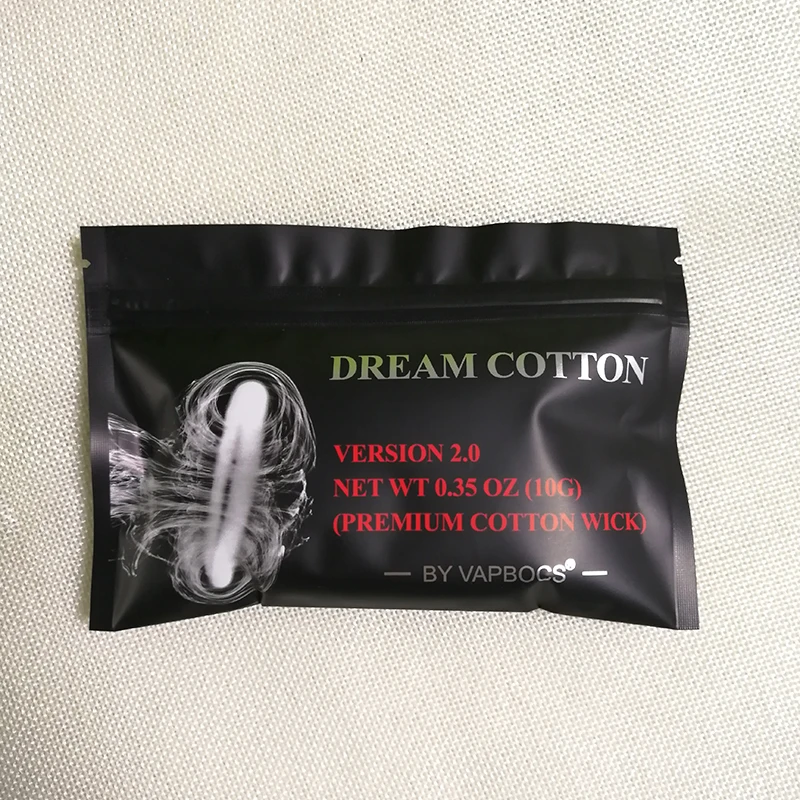 DREAM COTTON
VERSION 2.0
NET WT 0.35 OZ (10G)
(PREMIUM COTTON WICK)
— BY VAPBOCS® —